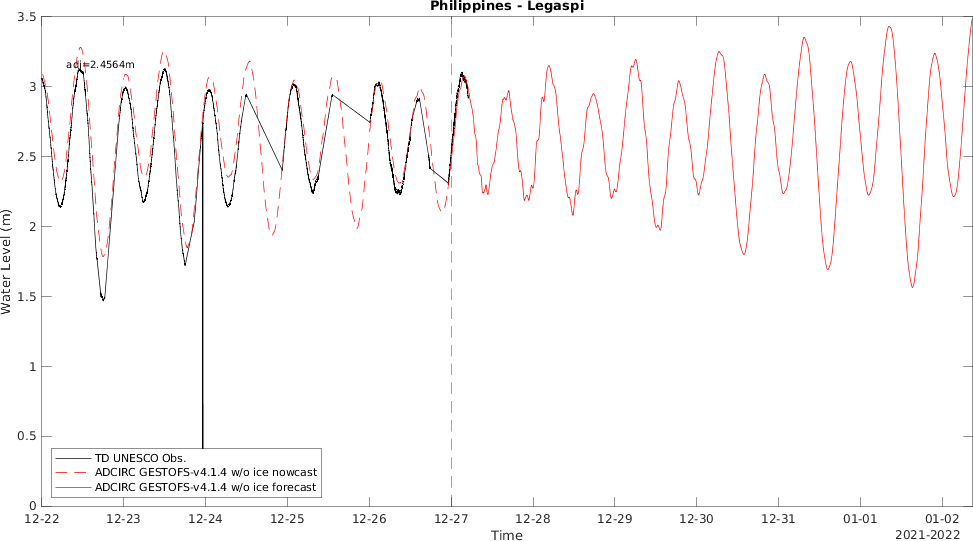 Philippines - Legaspi
3.5
3
2.5
2
1.5
1
0.5
0
Water Level (m)
adj=2.4564m
TD UNESCO Obs.
ADCIRC GESTOFS-v4.1.4 w/o ice nowcast
ADCIRC GESTOFS-v4.1.4 w/o ice forecast
12-22 12-23 12-24 12-25 12-26 12-27 12-28 12-29 12-30 12-31 01-01 01-02
Time
2021-2022